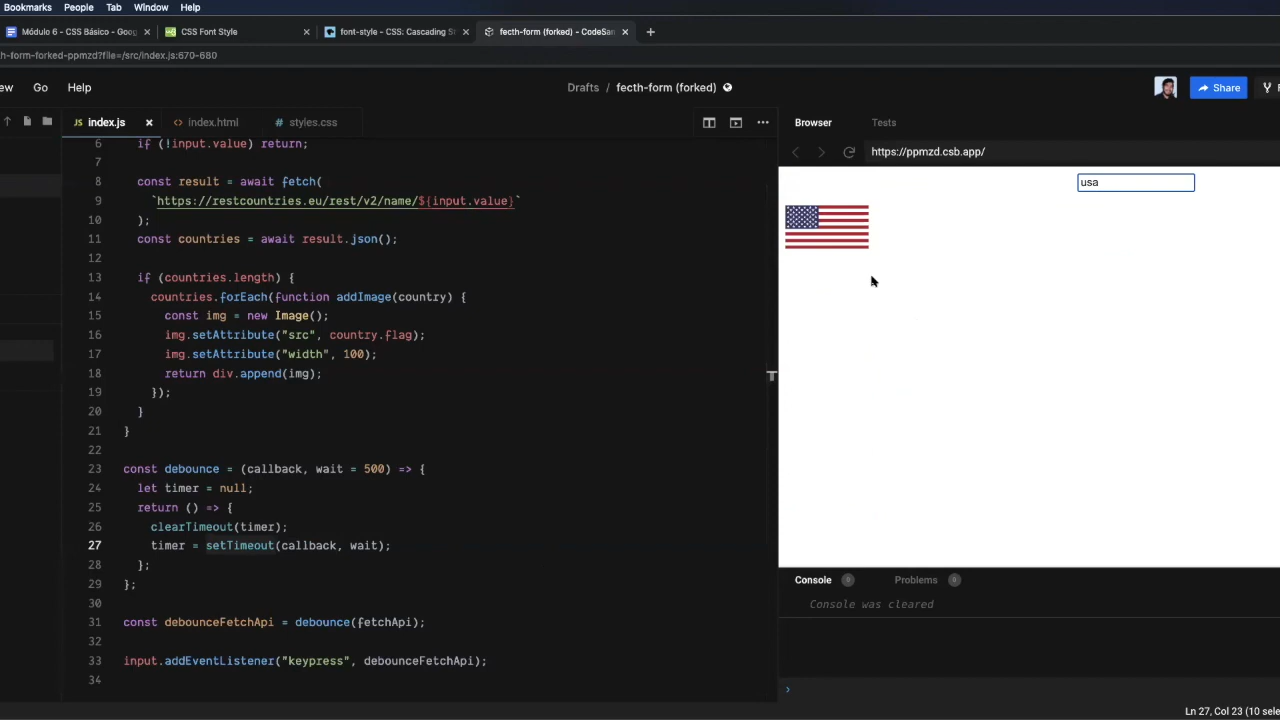 Bookmarks People Tab Window Help
Módulo 6 - CSS Básico - Goog × CSS Font Style × font-style - CSS: Cascading St × fecth-form (forked) - CodeSan × +
h-form-forked-ppmzd?file=/src/index.js:670-680
ew Go Help
Drafts / fecth-form (forked)
Share
JS index.js × <> index.html styles.css
Browser Tests
https://ppmzd.csb.app/
usa
6 if (!input.value) return;
7
8 const result = await fetch(
9 `https://restcountries.eu/rest/v2/name/${input.value}`
10 );
11 const countries = await result.json();
12
13 if (countries.length) {
14 countries.forEach(function addImage(country) {
15 const img = new Image();
16 img.setAttribute("src", country.flag);
17 img.setAttribute("width", 100);
18 return div.append(img);
19 });
20 }
21 }
22
23 const debounce = (callback, wait = 500) => {
24 let timer = null;
25 return () => {
26 clearTimeout(timer);
27 timer = setTimeout(callback, wait);
28 };
29 };
30
31 const debounceFetchApi = debounce(fetchApi);
32
33 input.addEventListener("keypress", debounceFetchApi);
34
Console 0 Problems 0
Console was cleared
›
Ln 27, Col 23 (10 sele